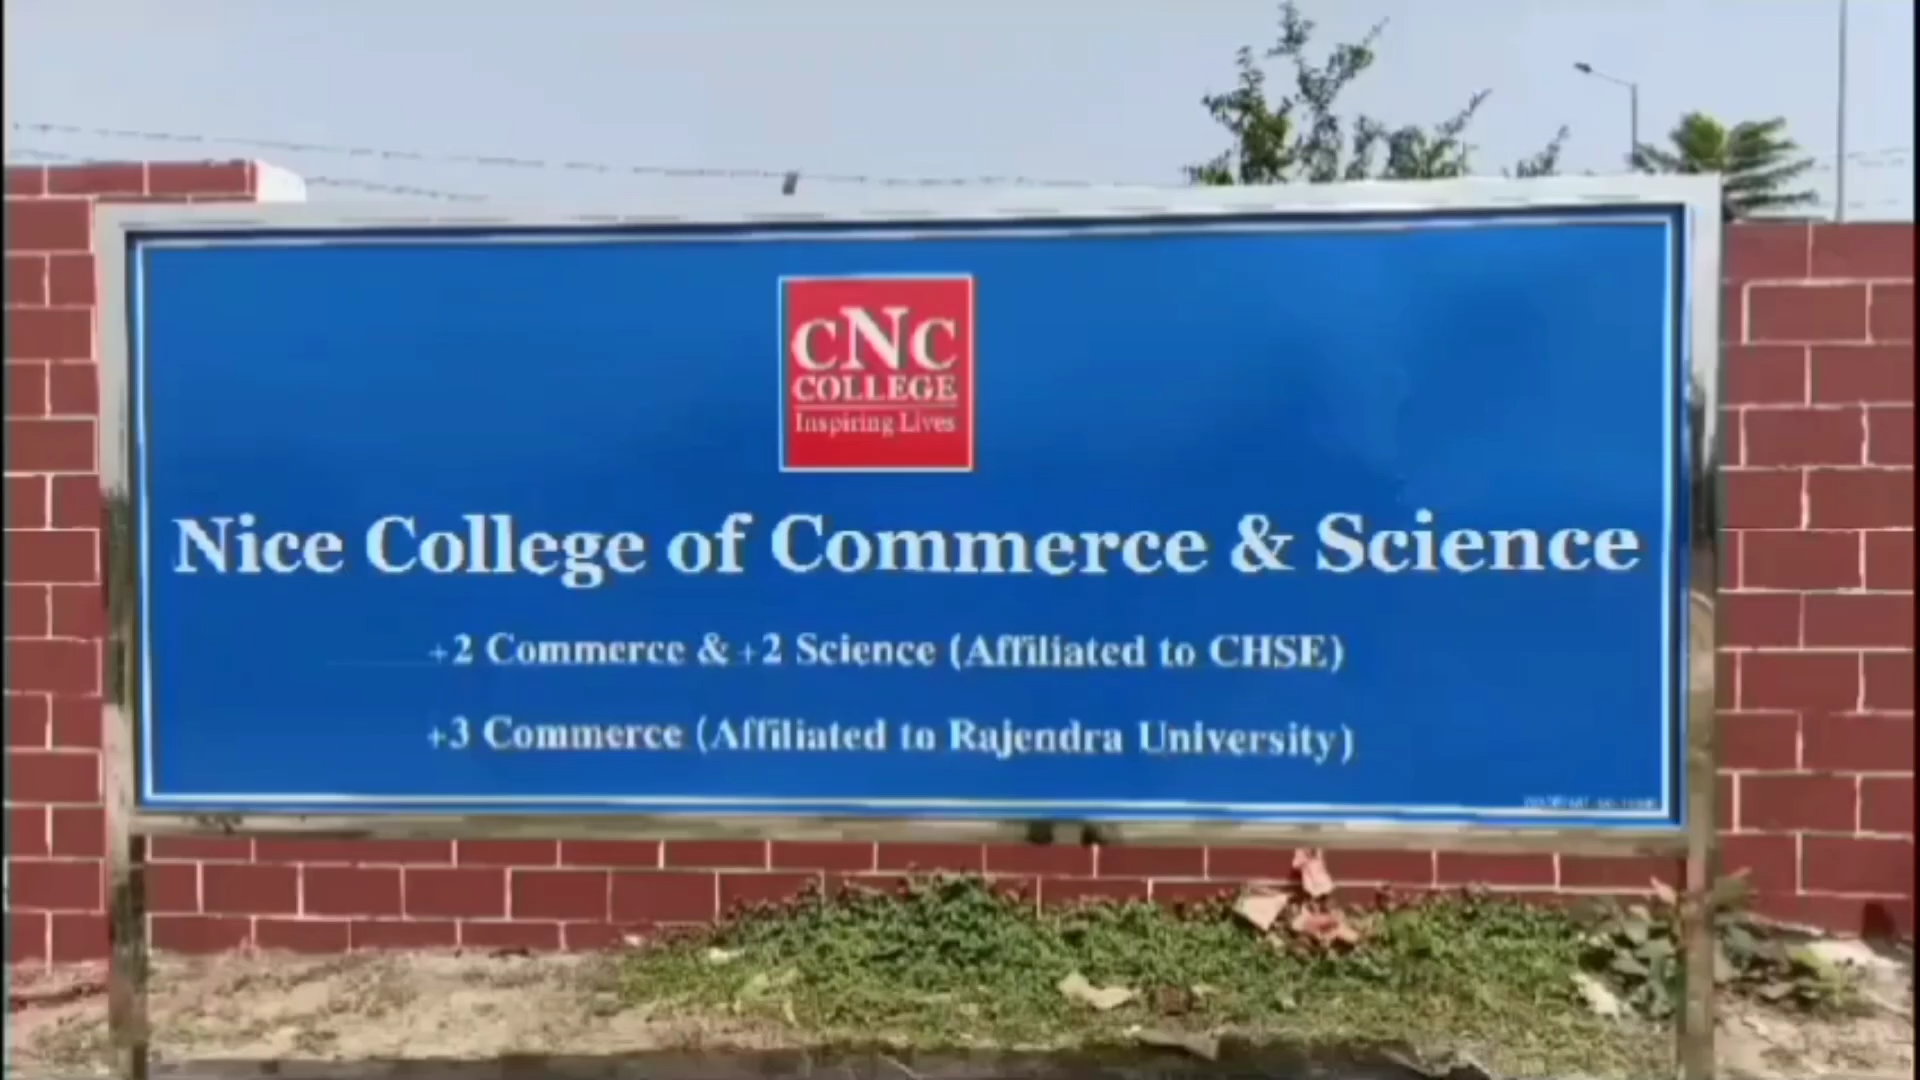 CNC
COLLEGE
Inspiring Lives
Nice College of Commerce & Science
+2 Commerce & +2 Science (Affiliated to CHSE)
+3 Commerce (Affiliated to Rajendra University)